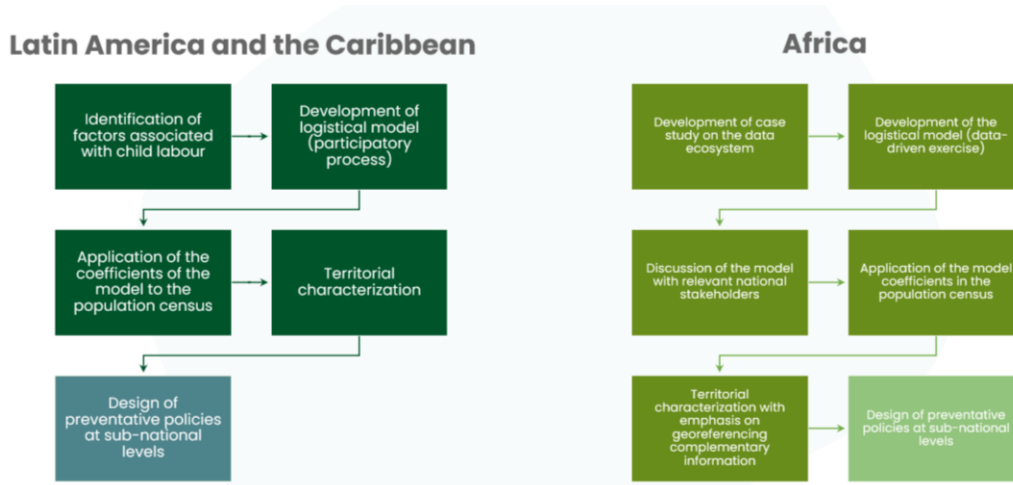 Latin America and the Caribbean
Identification of
factors associated
with child labour
Development of
logistical model
(participatory
process)
Application of the
coefficients of the
model to the
population census
Territorial
characterization
Design of
preventative policies
at sub-national
levels
Africa
Development of case
study on the data
ecosystem
Development of the
logistical model (data-
driven exercise)
Discussion of the model
with relevant national
stakeholders
Application of the model
coefficients in the
population census
Territorial
characterization with
emphasis on
georeferencing
complementary
information
Design of preventative
policies at sub-national
levels